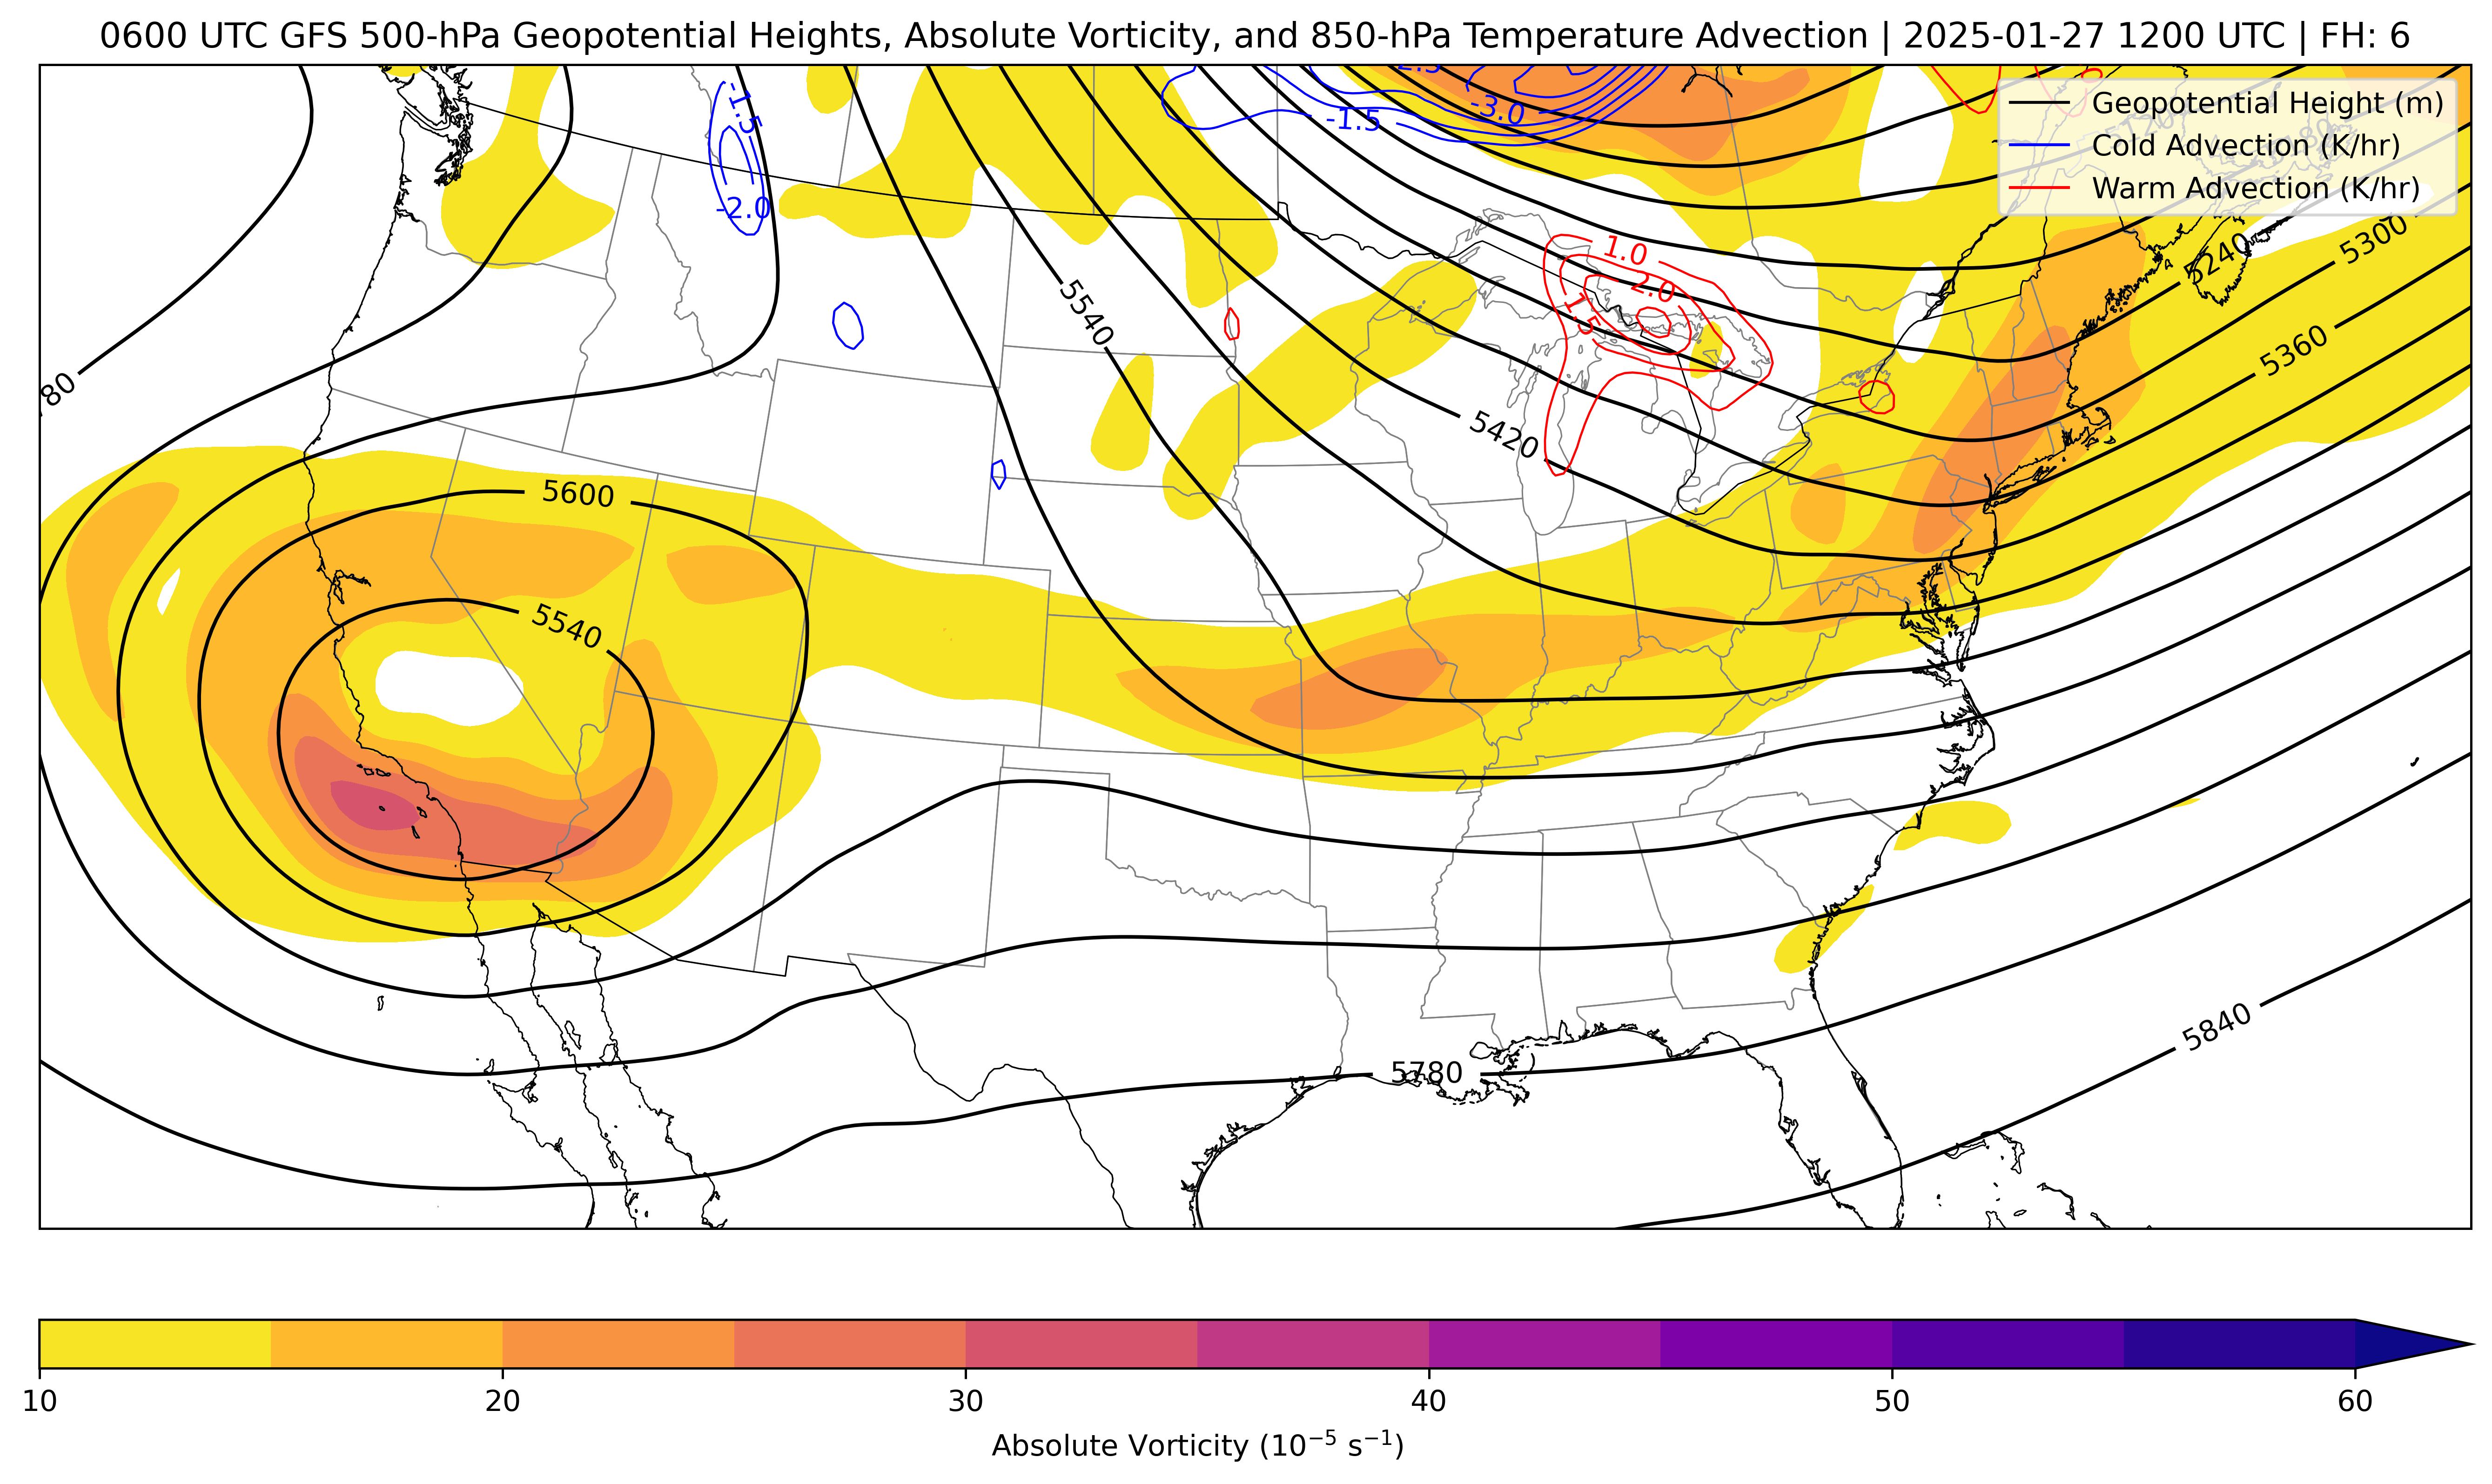 0600 UTC GFS 500-hPa Geopotential Heights, Absolute Vorticity, and 850-hPa Temperature Advection | 2025-01-27 1200 UTC | FH: 6
Geopotential Height (m)
Cold Advection (K/hr)
Warm Advection (K/hr)
-1.5
-2.0
-3.0
-1.5
1.0
2.0
1.5
5240
5300
5360
5540
5420
5600
5540
80
5780
5840
10 20 30 40 50 60
Absolute Vorticity (10⁻⁵ s⁻¹)